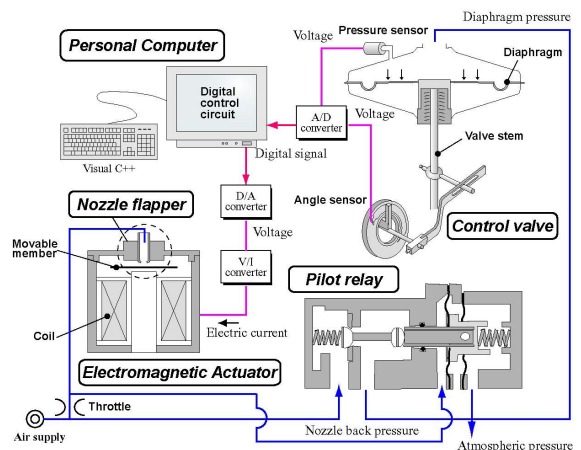 Diaphragm pressure
Pressure sensor
Personal Computer
Voltage
Diaphragm
Digital
control
circuit
A/D
converter
Voltage
Valve stem
Visual C++
Digital signal
D/A
converter
Nozzle flapper
Angle sensor
Control valve
Voltage
Movable
member
V/I
converter
Pilot relay
Coil
Electric current
Electromagnetic Actuator
Throttle
Air supply
Nozzle back pressure
Atmospheric pressure